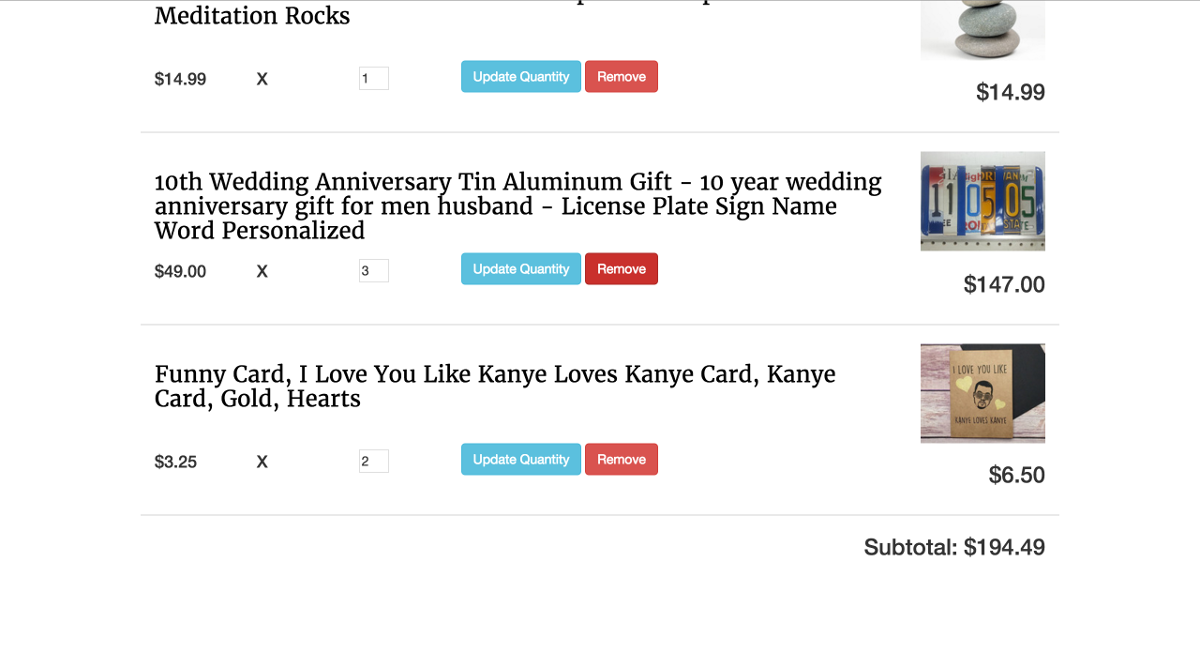 Meditation Rocks
$14.99 X 1 Update Quantity Remove
$14.99
10th Wedding Anniversary Tin Aluminum Gift - 10 year wedding
anniversary gift for men husband - License Plate Sign Name
Word Personalized
$49.00 X 3 Update Quantity Remove
11 05 05
$147.00
Funny Card, I Love You Like Kanye Loves Kanye Card, Kanye
Card, Gold, Hearts
I LOVE YOU LIKE
KANYE LOVES KANYE
$3.25 X 2 Update Quantity Remove
$6.50
Subtotal: $194.49